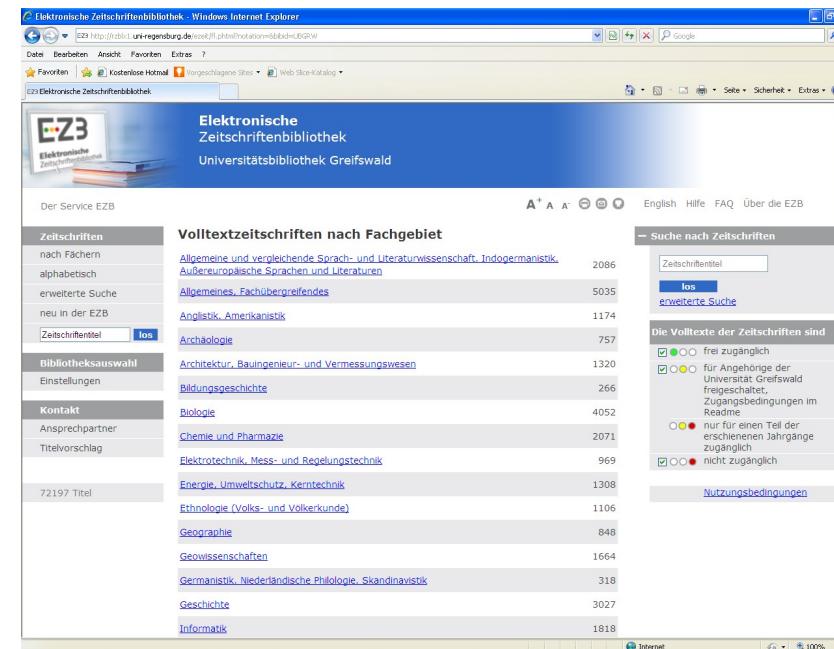 Elektronische Zeitschriftenbibliothek - Windows Internet Explorer
uni-regensburg.de
Google
Datei Bearbeiten Ansicht Favoriten Extras ?
Favoriten Kostenlose Hotmail Vorgeschlagene Sites Web Slice-Katalog
EZB Elektronische Zeitschriftenbibliothek
Seite Sicherheit Extras
EZB
Elektronische
Zeitschriftenbibliothek
Elektronische
Zeitschriftenbibliothek
Universitätsbibliothek Greifswald
Der Service EZB
A+ A A-
English Hilfe FAQ Über die EZB
Zeitschriften
nach Fächern
alphabetisch
erweiterte Suche
neu in der EZB
Zeitschriftentitel los
Bibliotheksauswahl
Einstellungen
Kontakt
Ansprechpartner
Titelvorschlag
72197 Titel
Volltextzeitschriften nach Fachgebiet
Allgemeine und vergleichende Sprach- und Literaturwissenschaft. Indogermanistik.
Außereuropäische Sprachen und Literaturen 2086
Allgemeines, Fachübergreifendes 5035
Anglistik, Amerikanistik 1174
Archäologie 757
Architektur, Bauingenieur- und Vermessungswesen 1320
Bildungsgeschichte 266
Biologie 4052
Chemie und Pharmazie 2071
Elektrotechnik, Mess- und Regelungstechnik 969
Energie, Umweltschutz, Kerntechnik 1308
Ethnologie (Volks- und Völkerkunde) 1106
Geographie 848
Geowissenschaften 1664
Germanistik, Niederländische Philologie, Skandinavistik 318
Geschichte 3027
Informatik 1818
Suche nach Zeitschriften
Zeitschriftentitel
los
erweiterte Suche
Die Volltexte der Zeitschriften sind
frei zugänglich
für Angehörige der
Universität Greifswald
freigeschaltet,
Zugangsbedingungen im
Readme
nur für einen Teil der
erschienenen Jahrgänge
zugänglich
nicht zugänglich
Nutzungsbedingungen
Internet 100%